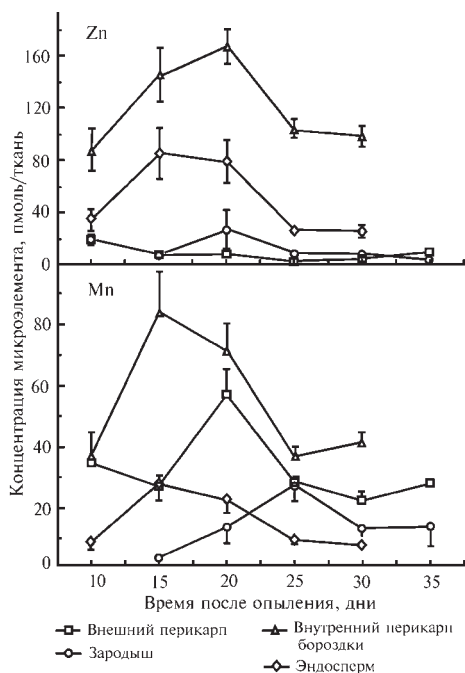 Zn
160
120
80
40
0
Концентрация микроэлемента, пмоль/ткань
Mn
80
60
40
20
0
10 15 20 25 30 35
Время после опыления, дни
Внешний перикарп
Зародыш
Внутренний перикарп
бороздки
Эндосперм